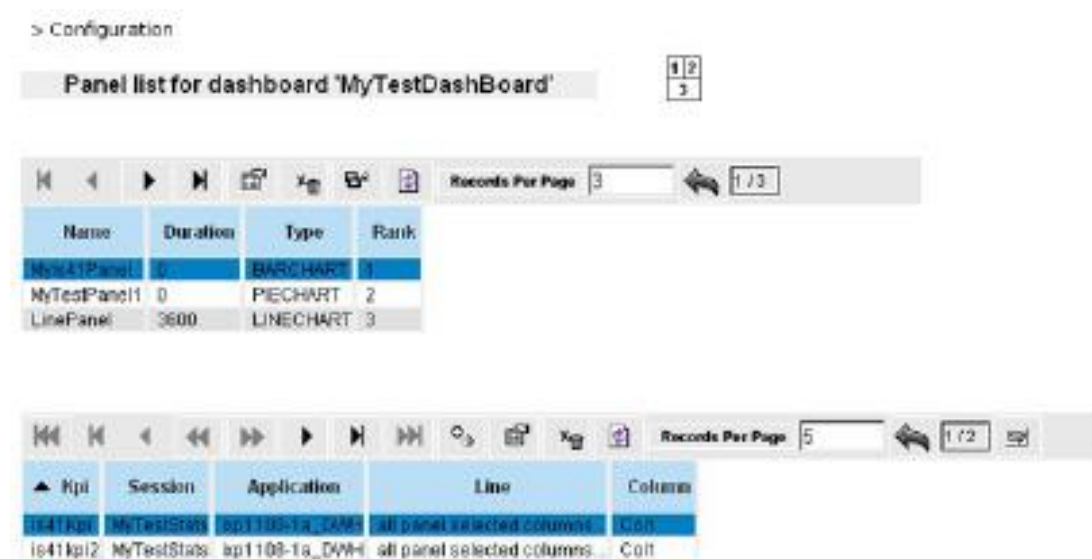 > Configuration
Panel list for dashboard 'MyTestDashBoard'
1 2
3
Records Per Page 3 1 / 3
Name Duration Type Rank
0 BARCHART 1
MyTestPanel1 0 PIECHART 2
LinePanel 3600 LINECHART 3
Records Per Page 5 1 / 2
Kpi Session Application Line Column
is41kpi MyTestStats all panel selected columns...
is41kpi2 MyTestStats all panel selected columns...